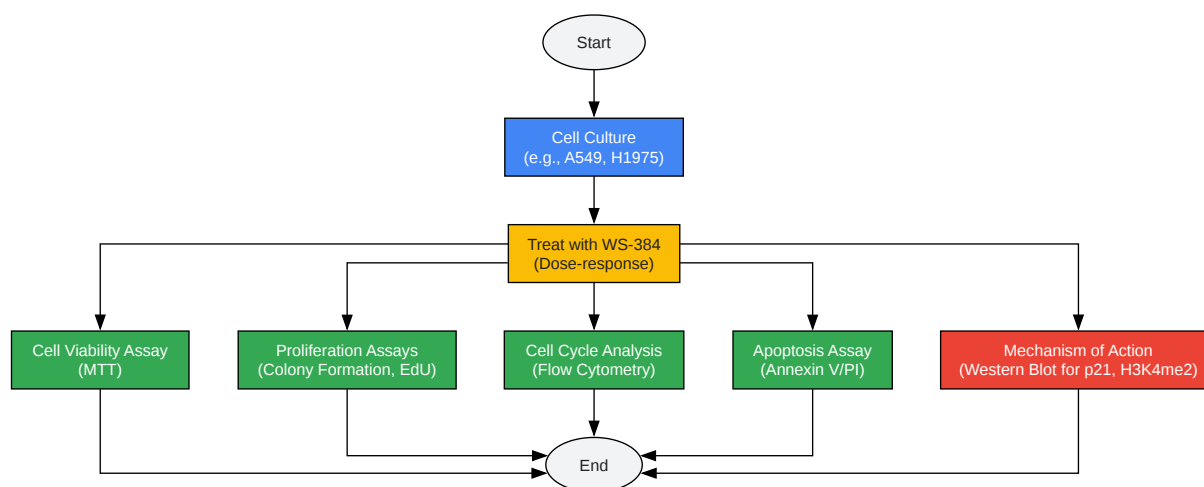 Start
Cell Culture
(e.g., A549, H1975)
Treat with WS-384
(Dose-response)
Cell Viability Assay
(MTT)
Proliferation Assays
(Colony Formation, EdU)
Cell Cycle Analysis
(Flow Cytometry)
Apoptosis Assay
(Annexin V/PI)
Mechanism of Action
(Western Blot for p21, H3K4me2)
End